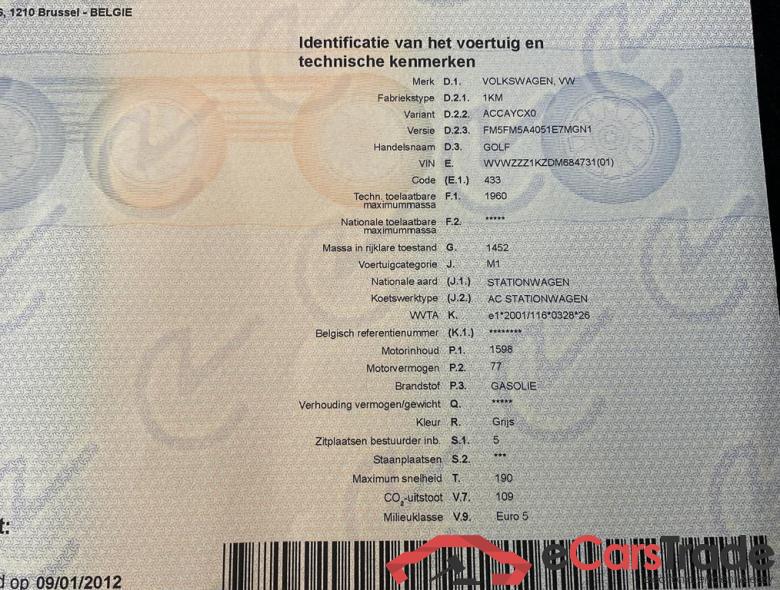 , 1210 Brussel - BELGIE
Identificatie van het voertuig en
technische kenmerken
Merk D.1. VOLKSWAGEN, VW
Fabriekstype D.2.1. 1KM
Variant D.2.2. ACCAYCX0
Versie D.2.3. FM5FM5A4051E7MGN1
Handelsnaam D.3. GOLF
VIN E. WVWZZZ1KZDM684731(01)
Code (E.1.) 433
Techn. toelaatbare F.1. 1960
maximummassa
Nationale toelaatbare F.2. *****
maximummassa
Massa in rijklare toestand G. 1452
Voertuigcategorie J. M1
Nationale aard (J.1.) STATIONWAGEN
Koetswerktype (J.2.) AC STATIONWAGEN
WVTA K. e1*2001/116*0328*26
Belgisch referentienummer (K.1.) ********
Motorinhoud P.1. 1598
Motorvermogen P.2. 77
Brandstof P.3. GASOLIE
Verhouding vermogen/gewicht Q. *****
Kleur R. Grijs
Zitplaatsen bestuurder inb. S.1. 5
Staanplaatsen S.2. ***
Maximum snelheid T. 190
CO₂-uitstoot V.7. 109
Milieuklasse V.9. Euro 5
t:
d op 09/01/2012
eCarsTrade